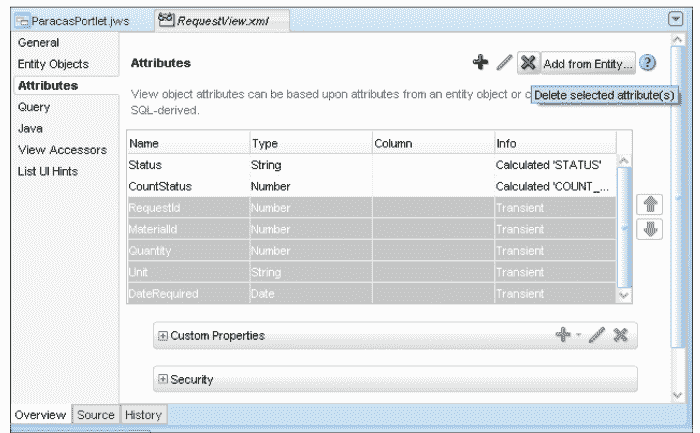 ParacasPortlet.jws RequestView.xml
General
Entity Objects
Attributes
Query
Java
View Accessors
List UI Hints
Attributes
Add from Entity...
View object attributes can be based upon attributes from an entity object or c
Delete selected attribute(s)
SQL-derived.
Name Type Column Info
Status String Calculated 'STATUS'
CountStatus Number Calculated 'COUNT_...
RequestId Number Transient
MaterialId Number Transient
Quantity Number Transient
Unit String Transient
DateRequired Date Transient
Custom Properties
Security
Overview Source History